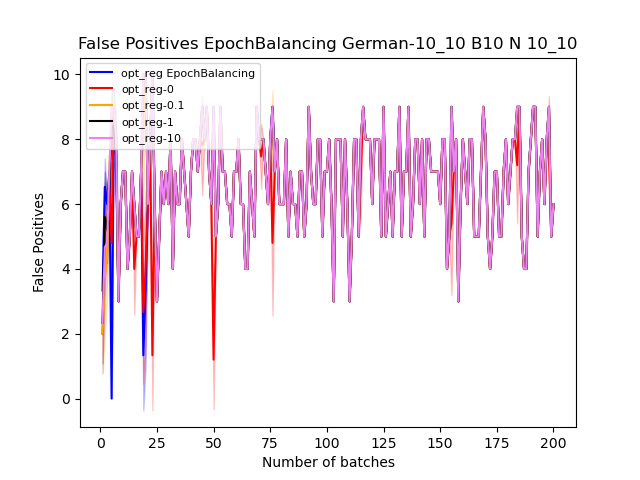 False Positives EpochBalancing German-10_10 B10 N 10_10
10
8
6
4
2
0
False Positives
opt_reg EpochBalancing
opt_reg-0
opt_reg-0.1
opt_reg-1
opt_reg-10
0 25 50 75 100 125 150 175 200
Number of batches